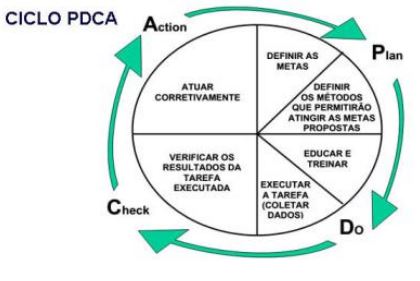 CICLO PDCA
Action
Plan
DEFINIR AS
METAS
DEFINIR
OS MÉTODOS
QUE PERMITIRÃO
ATINGIR AS METAS
PROPOSTAS
EDUCAR E
TREINAR
EXECUTAR
A TAREFA
(COLETAR
DADOS)
Do
VERIFICAR OS
RESULTADOS DA
TAREFA
EXECUTADA
Check
ATUAR
CORRETIVAMENTE